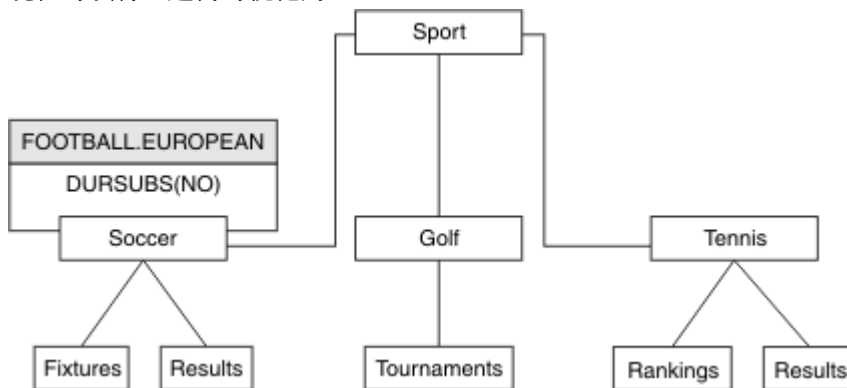 Sport
FOOTBALL.EUROPEAN
DURSUBS(NO)
Soccer
Golf
Tennis
Fixtures
Results
Tournaments
Rankings
Results